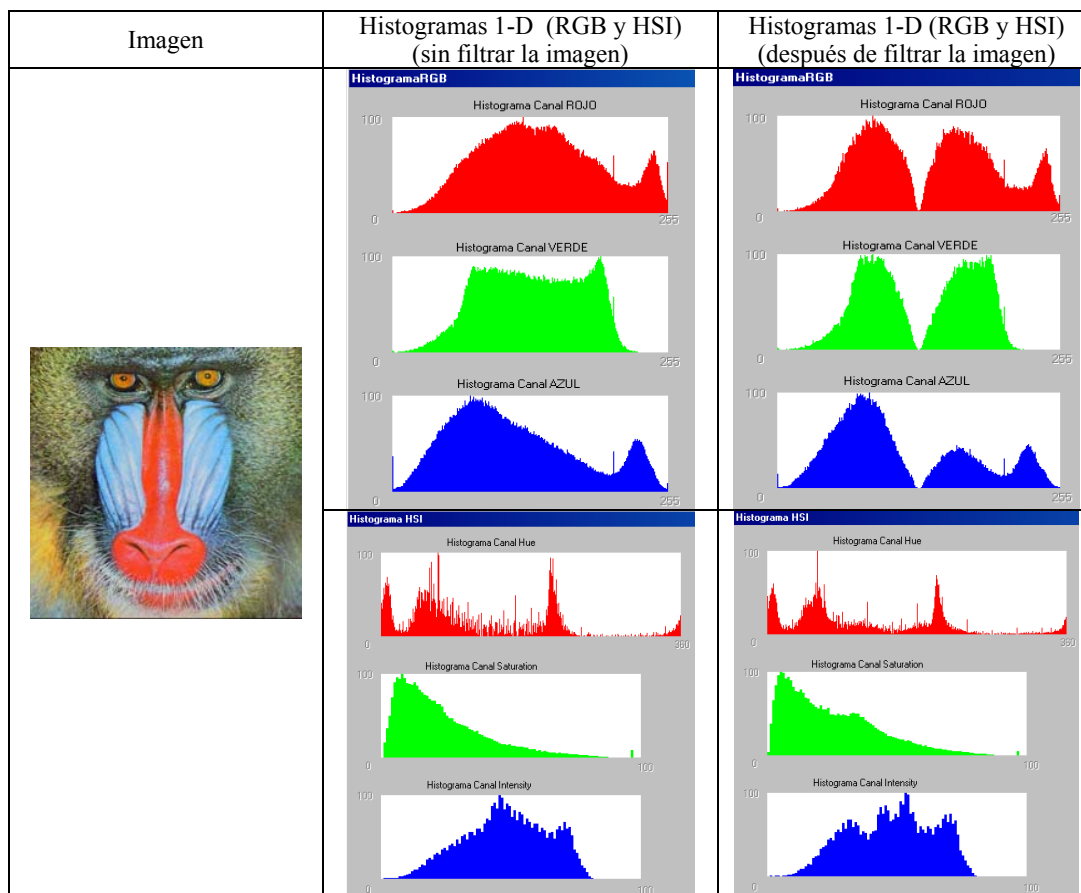 Imagen
Histogramas 1-D (RGB y HSI)
(sin filtrar la imagen)
Histogramas 1-D (RGB y HSI)
(después de filtrar la imagen)
HistogramaRGB
Histograma Canal ROJO
100
0
255
Histograma Canal VERDE
100
0
255
Histograma Canal AZUL
100
0
255
HistogramaRGB
Histograma Canal ROJO
100
0
255
Histograma Canal VERDE
100
0
255
Histograma Canal AZUL
100
0
255
Histograma HSI
Histograma Canal Hue
100
0
360
Histograma Canal Saturation
100
0
100
Histograma Canal Intensity
100
0
100
Histograma HSI
Histograma Canal Hue
100
0
360
Histograma Canal Saturation
100
0
100
Histograma Canal Intensity
100
0
100